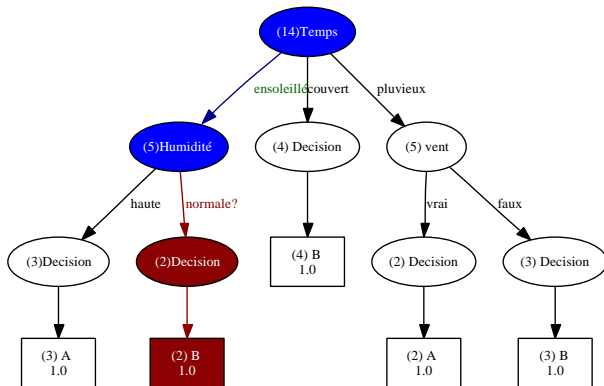 (14)Temps
ensoleillé
couvert
pluvieux
(5)Humidité
(4) Decision
(5) vent
haute
normale?
vrai
faux
(3)Decision
(2)Decision
(4) B
1.0
(2) Decision
(3) Decision
(3) A
1.0
(2) B
1.0
(2) A
1.0
(3) B
1.0